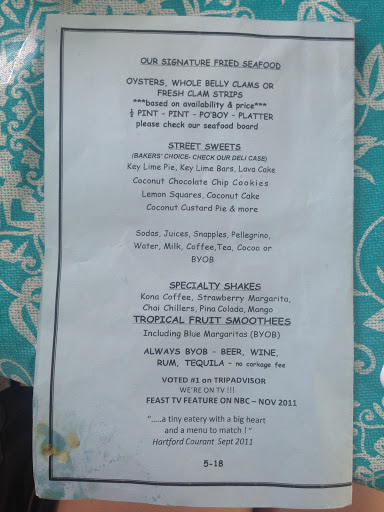 OUR SIGNATURE FRIED SEAFOOD
OYSTERS, WHOLE BELLY CLAMS OR
FRESH CLAM STRIPS
***based on availability & price***
½ PINT - PINT - PO'BOY - PLATTER
please check our seafood board
STREET SWEETS
(BAKERS' CHOICE- CHECK OUR DELI CASE)
Key Lime Pie, Key Lime Bars, Lava Cake
Coconut Chocolate Chip Cookies
Lemon Squares, Coconut Cake
Coconut Custard Pie & more
Sodas, Juices, Snapples, Pellegrino,
Water, Milk, Coffee,Tea, Cocoa or
BYOB
SPECIALTY SHAKES
Kona Coffee, Strawberry Margarita,
Chai Chillers, Pina Colada, Mango
TROPICAL FRUIT SMOOTHEES
Including Blue Margaritas (BYOB)
ALWAYS BYOB - BEER, WINE,
RUM, TEQUILA - no corkage fee
VOTED #1 on TRIPADVISOR
WE'RE ON TV !!!
FEAST TV FEATURE ON NBC – NOV 2011
".....a tiny eatery with a big heart
and a menu to match ! "
Hartford Courant Sept 2011
5-18